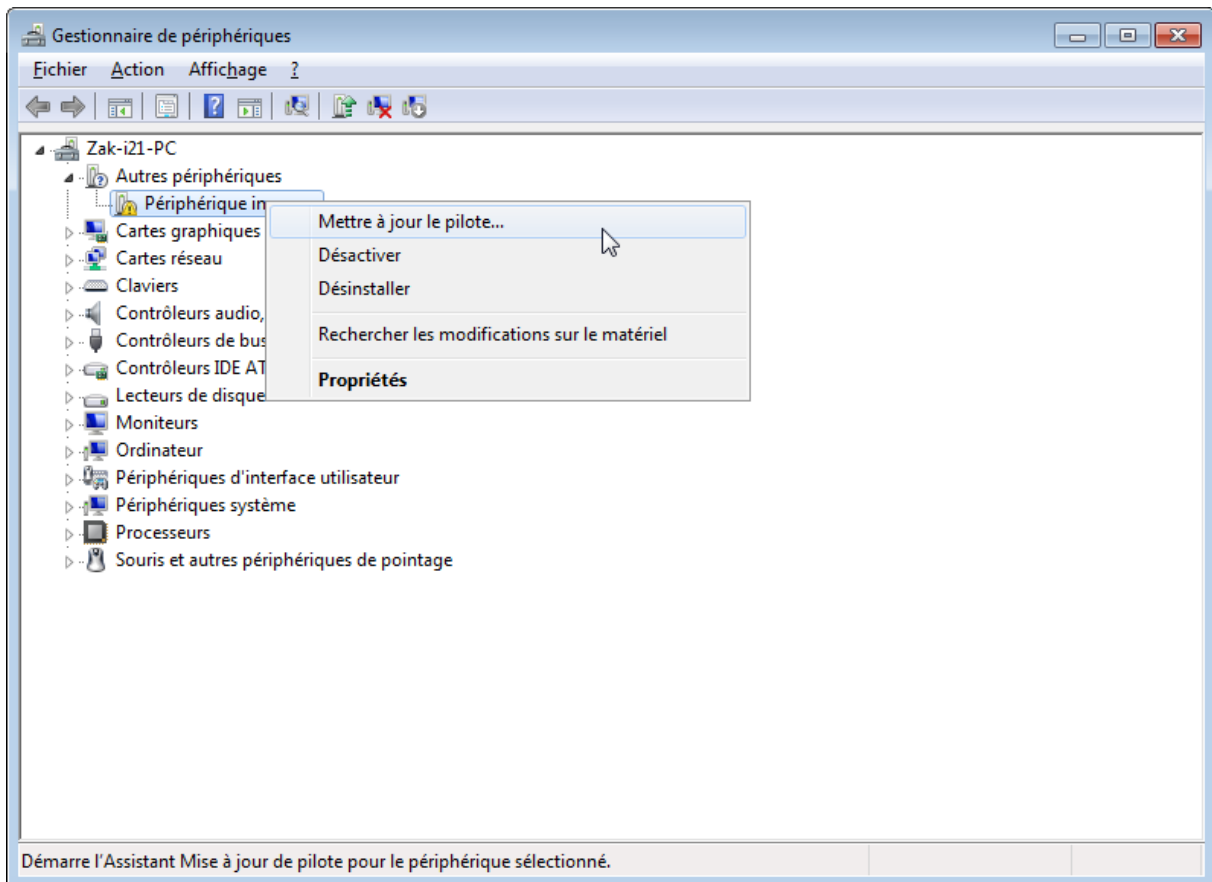 Gestionnaire de périphériques
Fichier Action Affichage ?
Zak-i21-PC
Autres périphériques
Périphérique in
Mettre à jour le pilote...
Désactiver
Désinstaller
Rechercher les modifications sur le matériel
Propriétés
Cartes graphiques
Cartes réseau
Claviers
Contrôleurs audio,
Contrôleurs de bus
Contrôleurs IDE AT
Lecteurs de disque
Moniteurs
Ordinateur
Périphériques d'interface utilisateur
Périphériques système
Processeurs
Souris et autres périphériques de pointage
Démarre l'Assistant Mise à jour de pilote pour le périphérique sélectionné.